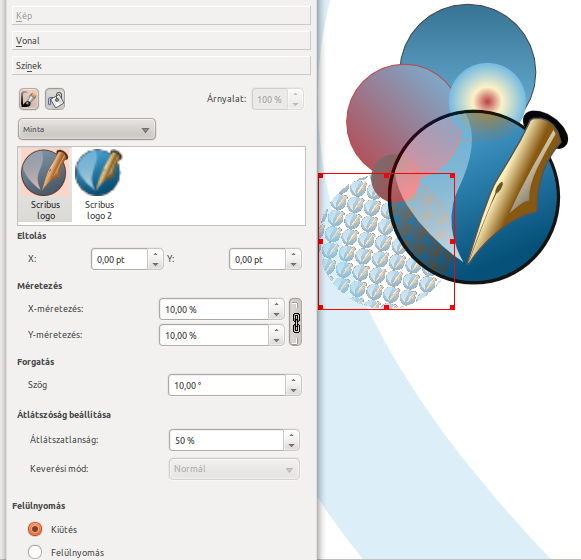 Kép
Vonal
Színek
Árnyalat: 100 %
Minta
Scribus logo
Scribus logo 2
Eltolás
X: 0,00 pt Y: 0,00 pt
Méretezés
X-méretezés: 10,00 %
Y-méretezés: 10,00 %
Forgatás
Szög 10,00 °
Átlátszóság beállítása
Átlátszatlanság: 50 %
Keverési mód: Normál
Felülnyomás
Kiütés
Felülnyomás